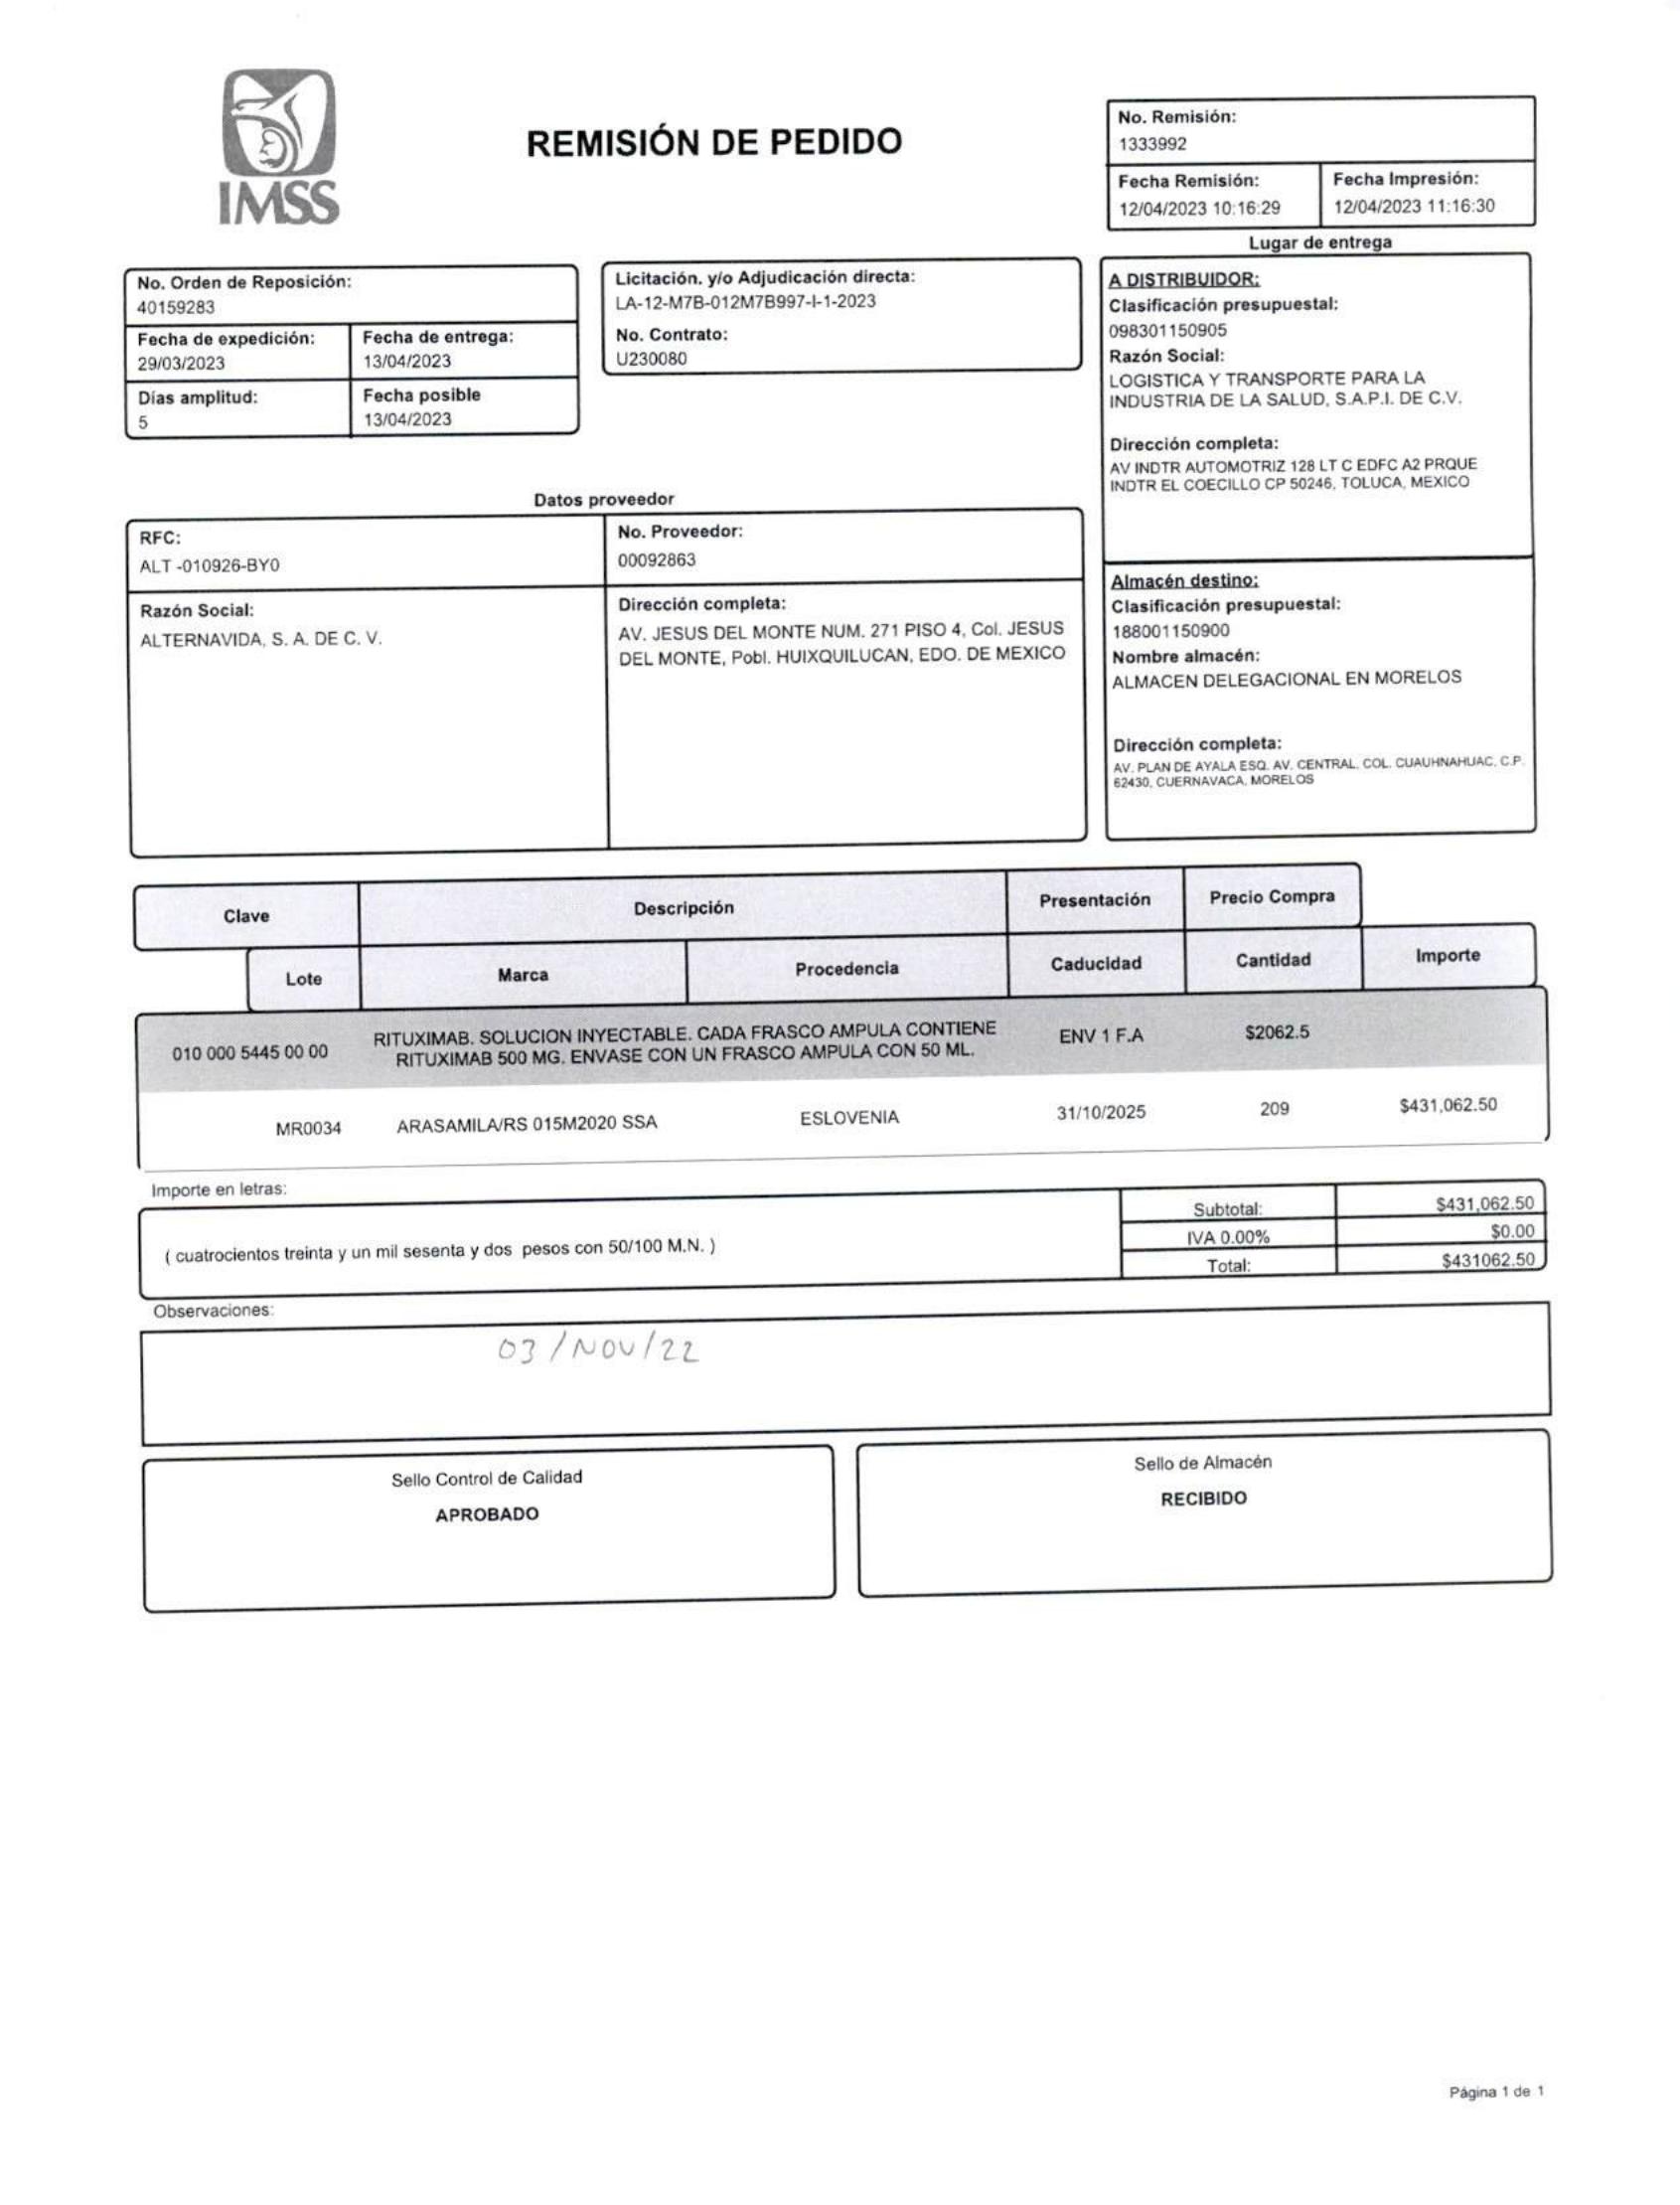 IMSS
REMISIÓN DE PEDIDO
No. Remisión:
1333992
Fecha Remisión:
12/04/2023 10:16:29
Fecha Impresión:
12/04/2023 11:16:30
No. Orden de Reposición:
40159283
Fecha de expedición:
29/03/2023
Fecha de entrega:
13/04/2023
Días amplitud:
5
Fecha posible
13/04/2023
Licitación. y/o Adjudicación directa:
LA-12-M7B-012M7B997-I-1-2023
No. Contrato:
U230080
Lugar de entrega
A DISTRIBUIDOR:
Clasificación presupuestal:
098301150905
Razón Social:
LOGISTICA Y TRANSPORTE PARA LA
INDUSTRIA DE LA SALUD, S.A.P.I. DE C.V.
Dirección completa:
AV INDTR AUTOMOTRIZ 128 LT C EDFC A2 PRQUE
INDTR EL COECILLO CP 50246, TOLUCA, MEXICO
Almacén destino:
Clasificación presupuestal:
188001150900
Nombre almacén:
ALMACEN DELEGACIONAL EN MORELOS
Dirección completa:
AV. PLAN DE AYALA ESQ. AV. CENTRAL, COL. CUAUHNAHUAC, C.P.
62430, CUERNAVACA, MORELOS
Datos proveedor
RFC:
ALT -010926-BY0
No. Proveedor:
00092863
Razón Social:
ALTERNAVIDA, S. A. DE C. V.
Dirección completa:
AV. JESUS DEL MONTE NUM. 271 PISO 4, Col. JESUS
DEL MONTE, Pobl. HUIXQUILUCAN, EDO. DE MEXICO
Clave Descripción Presentación Precio Compra
Lote Marca Procedencia Caducidad Cantidad Importe
010 000 5445 00 00 RITUXIMAB. SOLUCION INYECTABLE. CADA FRASCO AMPULA CONTIENE ENV 1 F.A $2062.5
RITUXIMAB 500 MG. ENVASE CON UN FRASCO AMPULA CON 50 ML.
MR0034 ARASAMILA/RS 015M2020 SSA ESLOVENIA 31/10/2025 209 $431,062.50
Importe en letras:
( cuatrocientos treinta y un mil sesenta y dos pesos con 50/100 M.N. )
Subtotal: $431,062.50
IVA 0.00% $0.00
Total: $431062.50
Observaciones:
03/NOV/22
Sello Control de Calidad
APROBADO
Sello de Almacén
RECIBIDO
Página 1 de 1